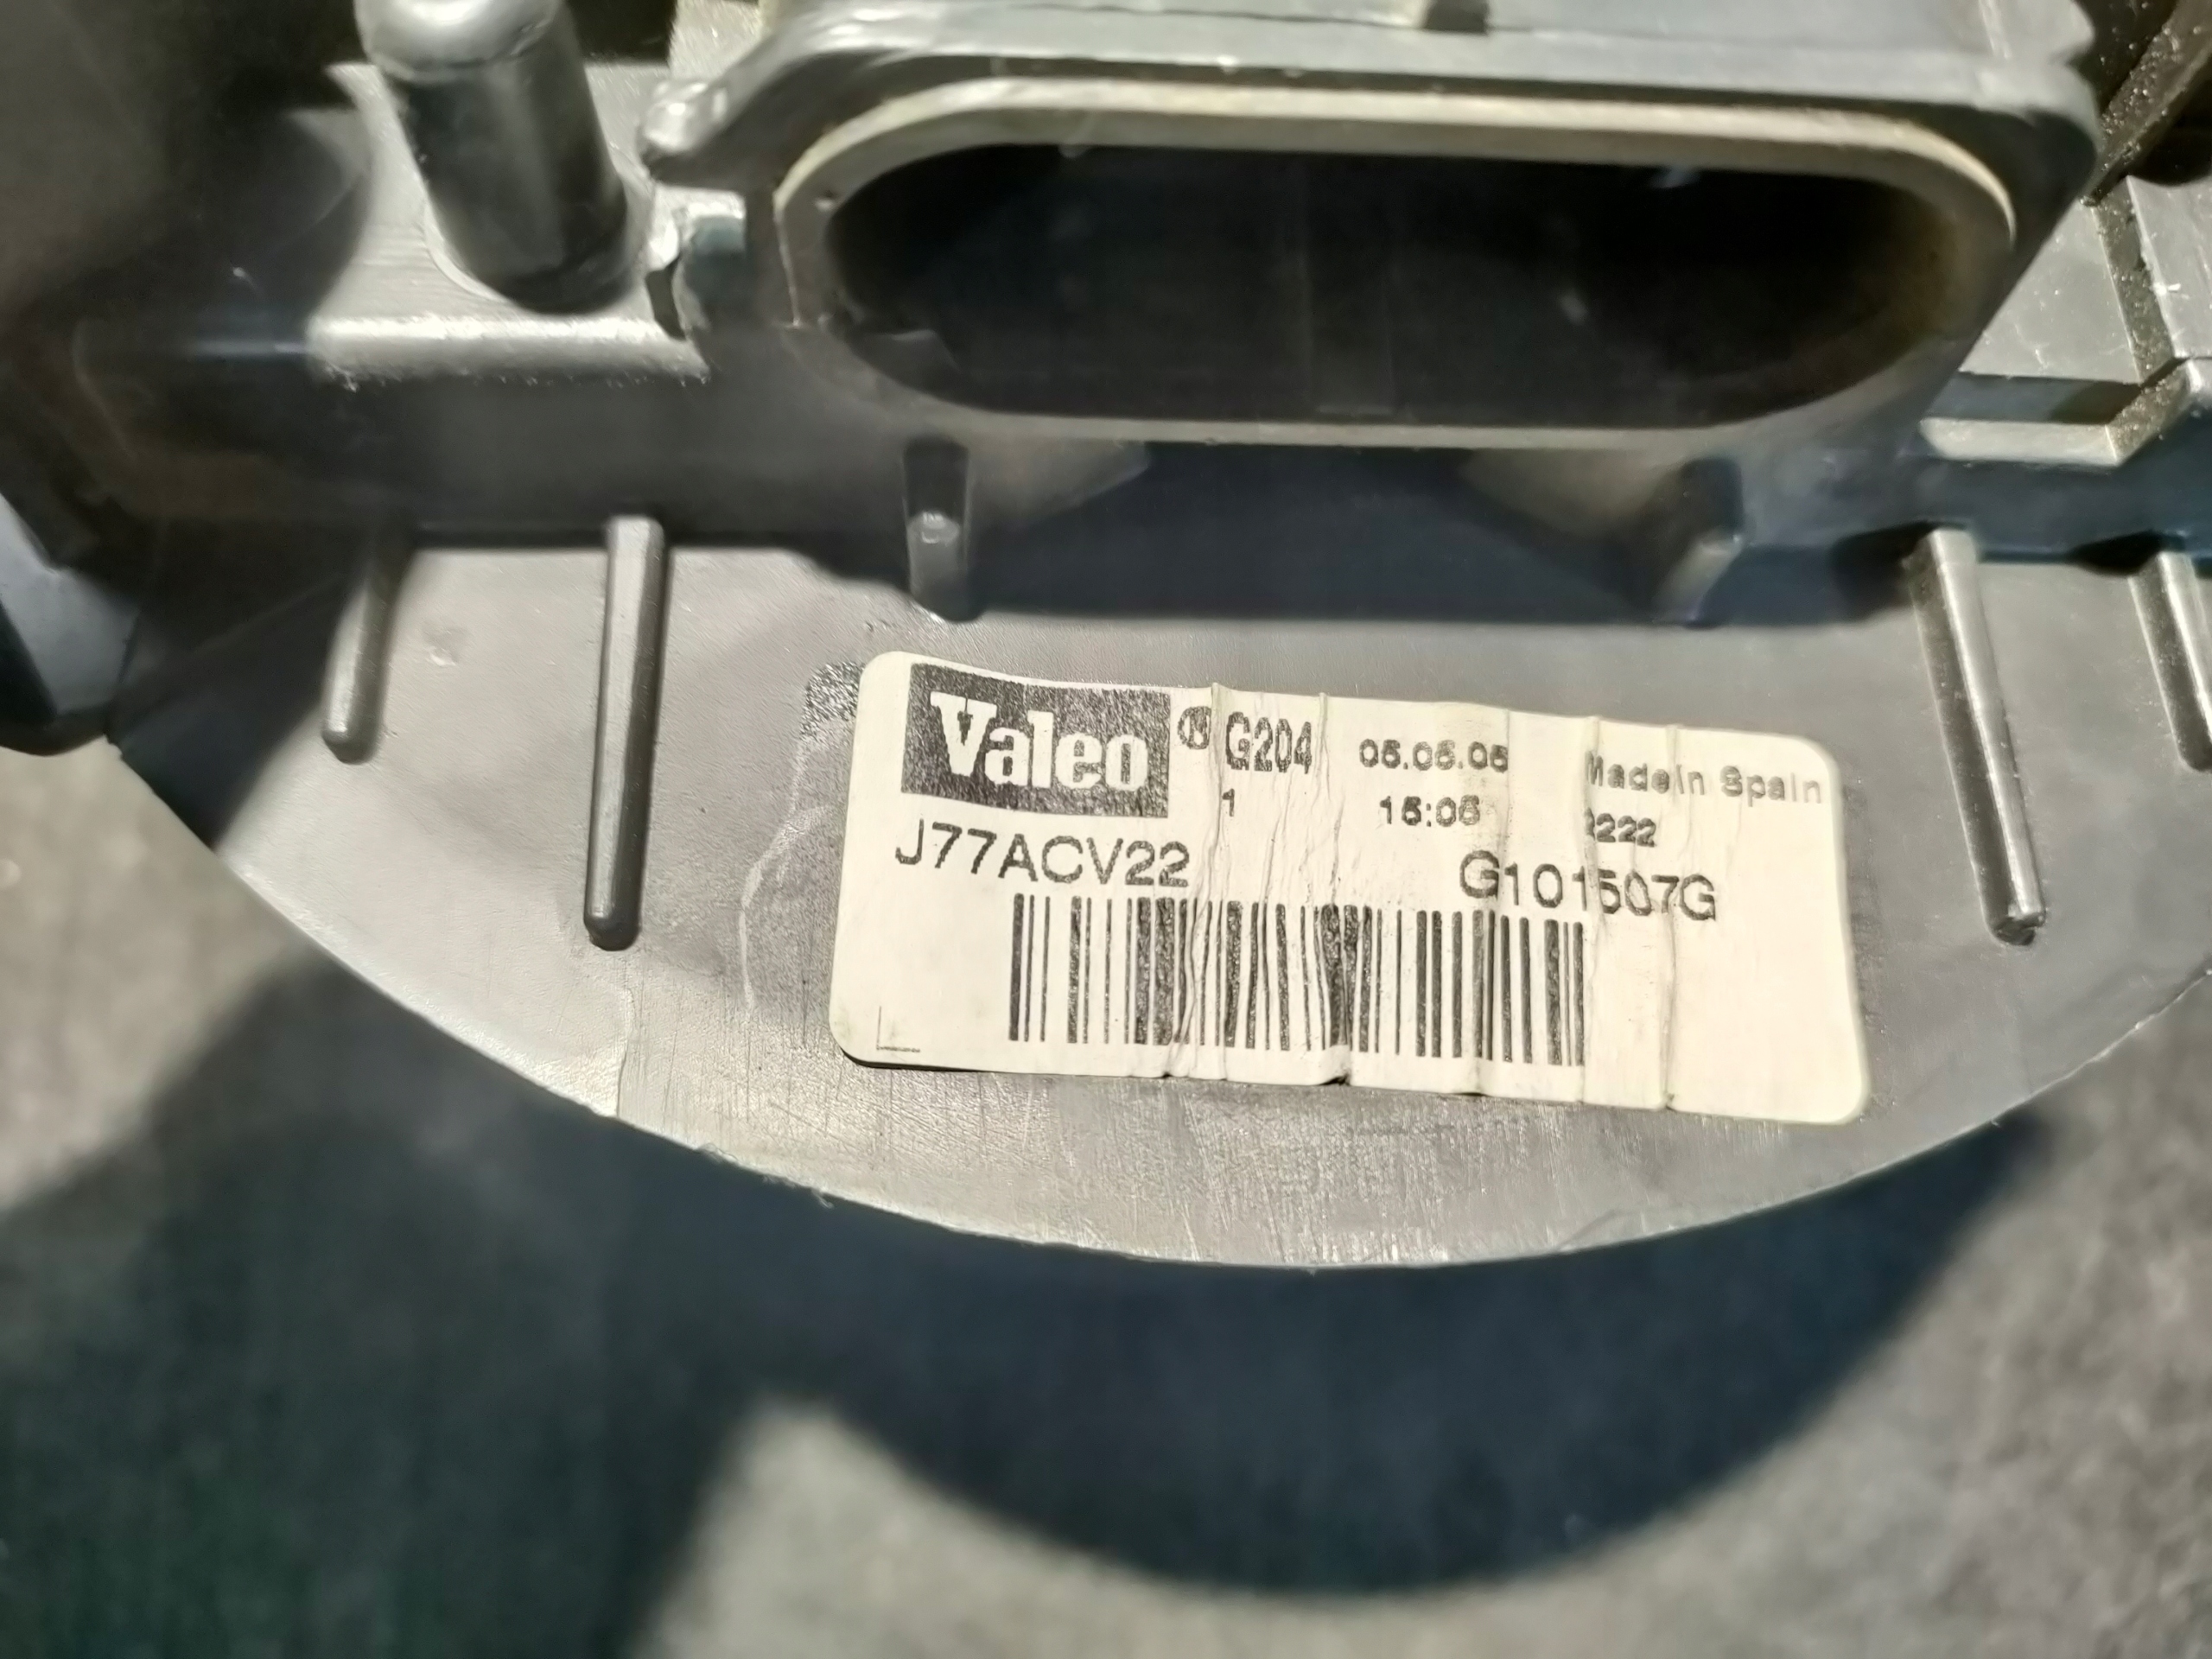 Valeo ® G204 05.05.05 Made in Spain
1 15:05 2222
J77ACV22 G101507G